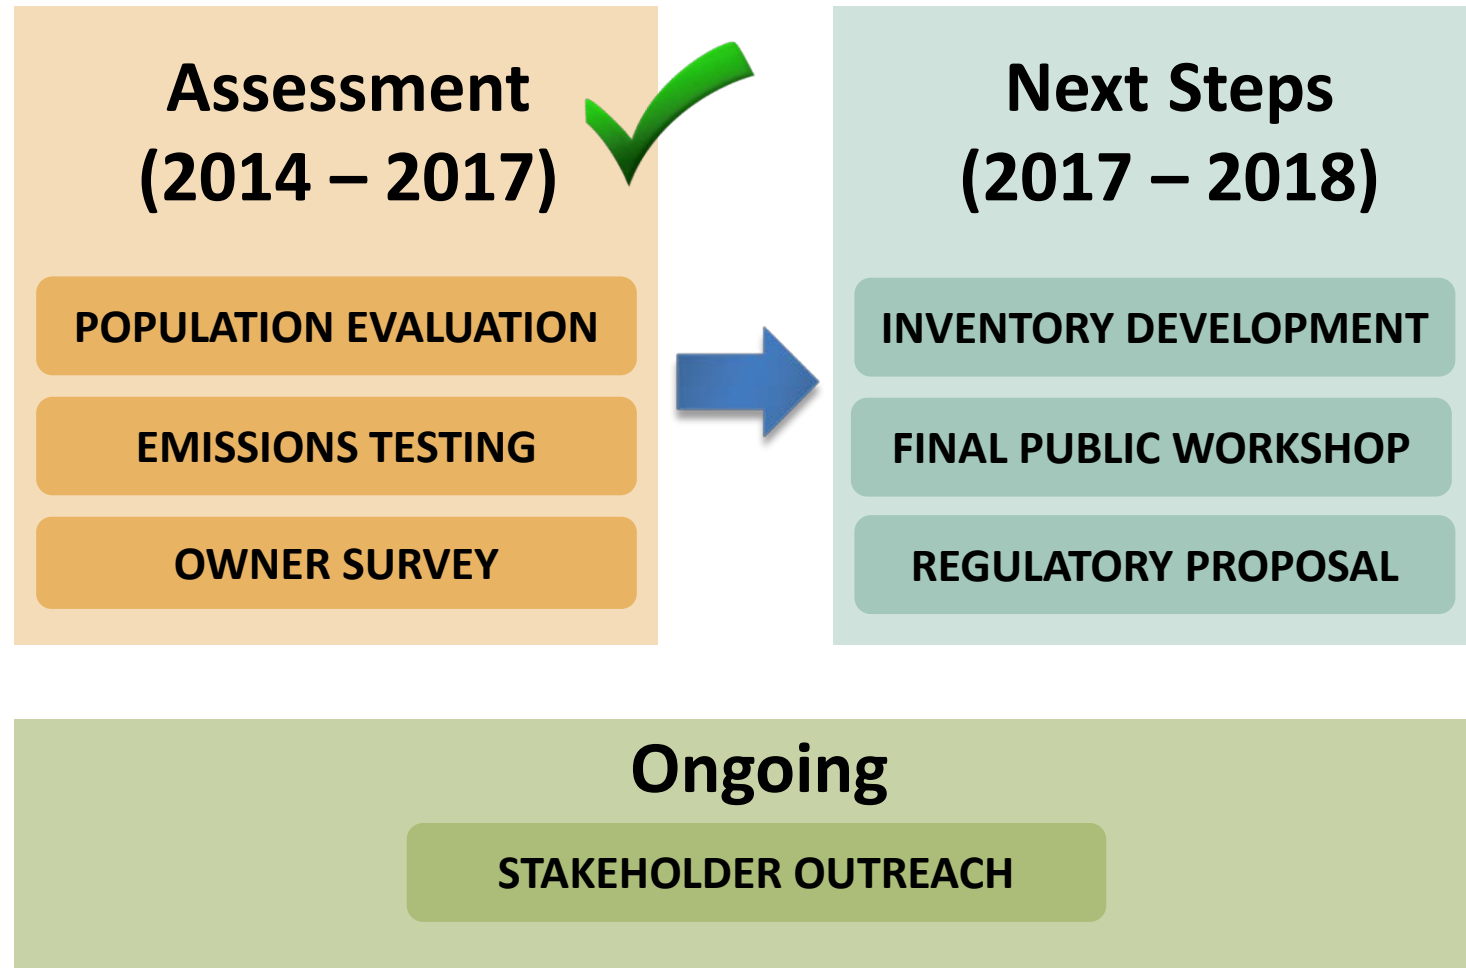 Assessment
(2014 – 2017)
POPULATION EVALUATION
EMISSIONS TESTING
OWNER SURVEY
Next Steps
(2017 – 2018)
INVENTORY DEVELOPMENT
FINAL PUBLIC WORKSHOP
REGULATORY PROPOSAL
Ongoing
STAKEHOLDER OUTREACH